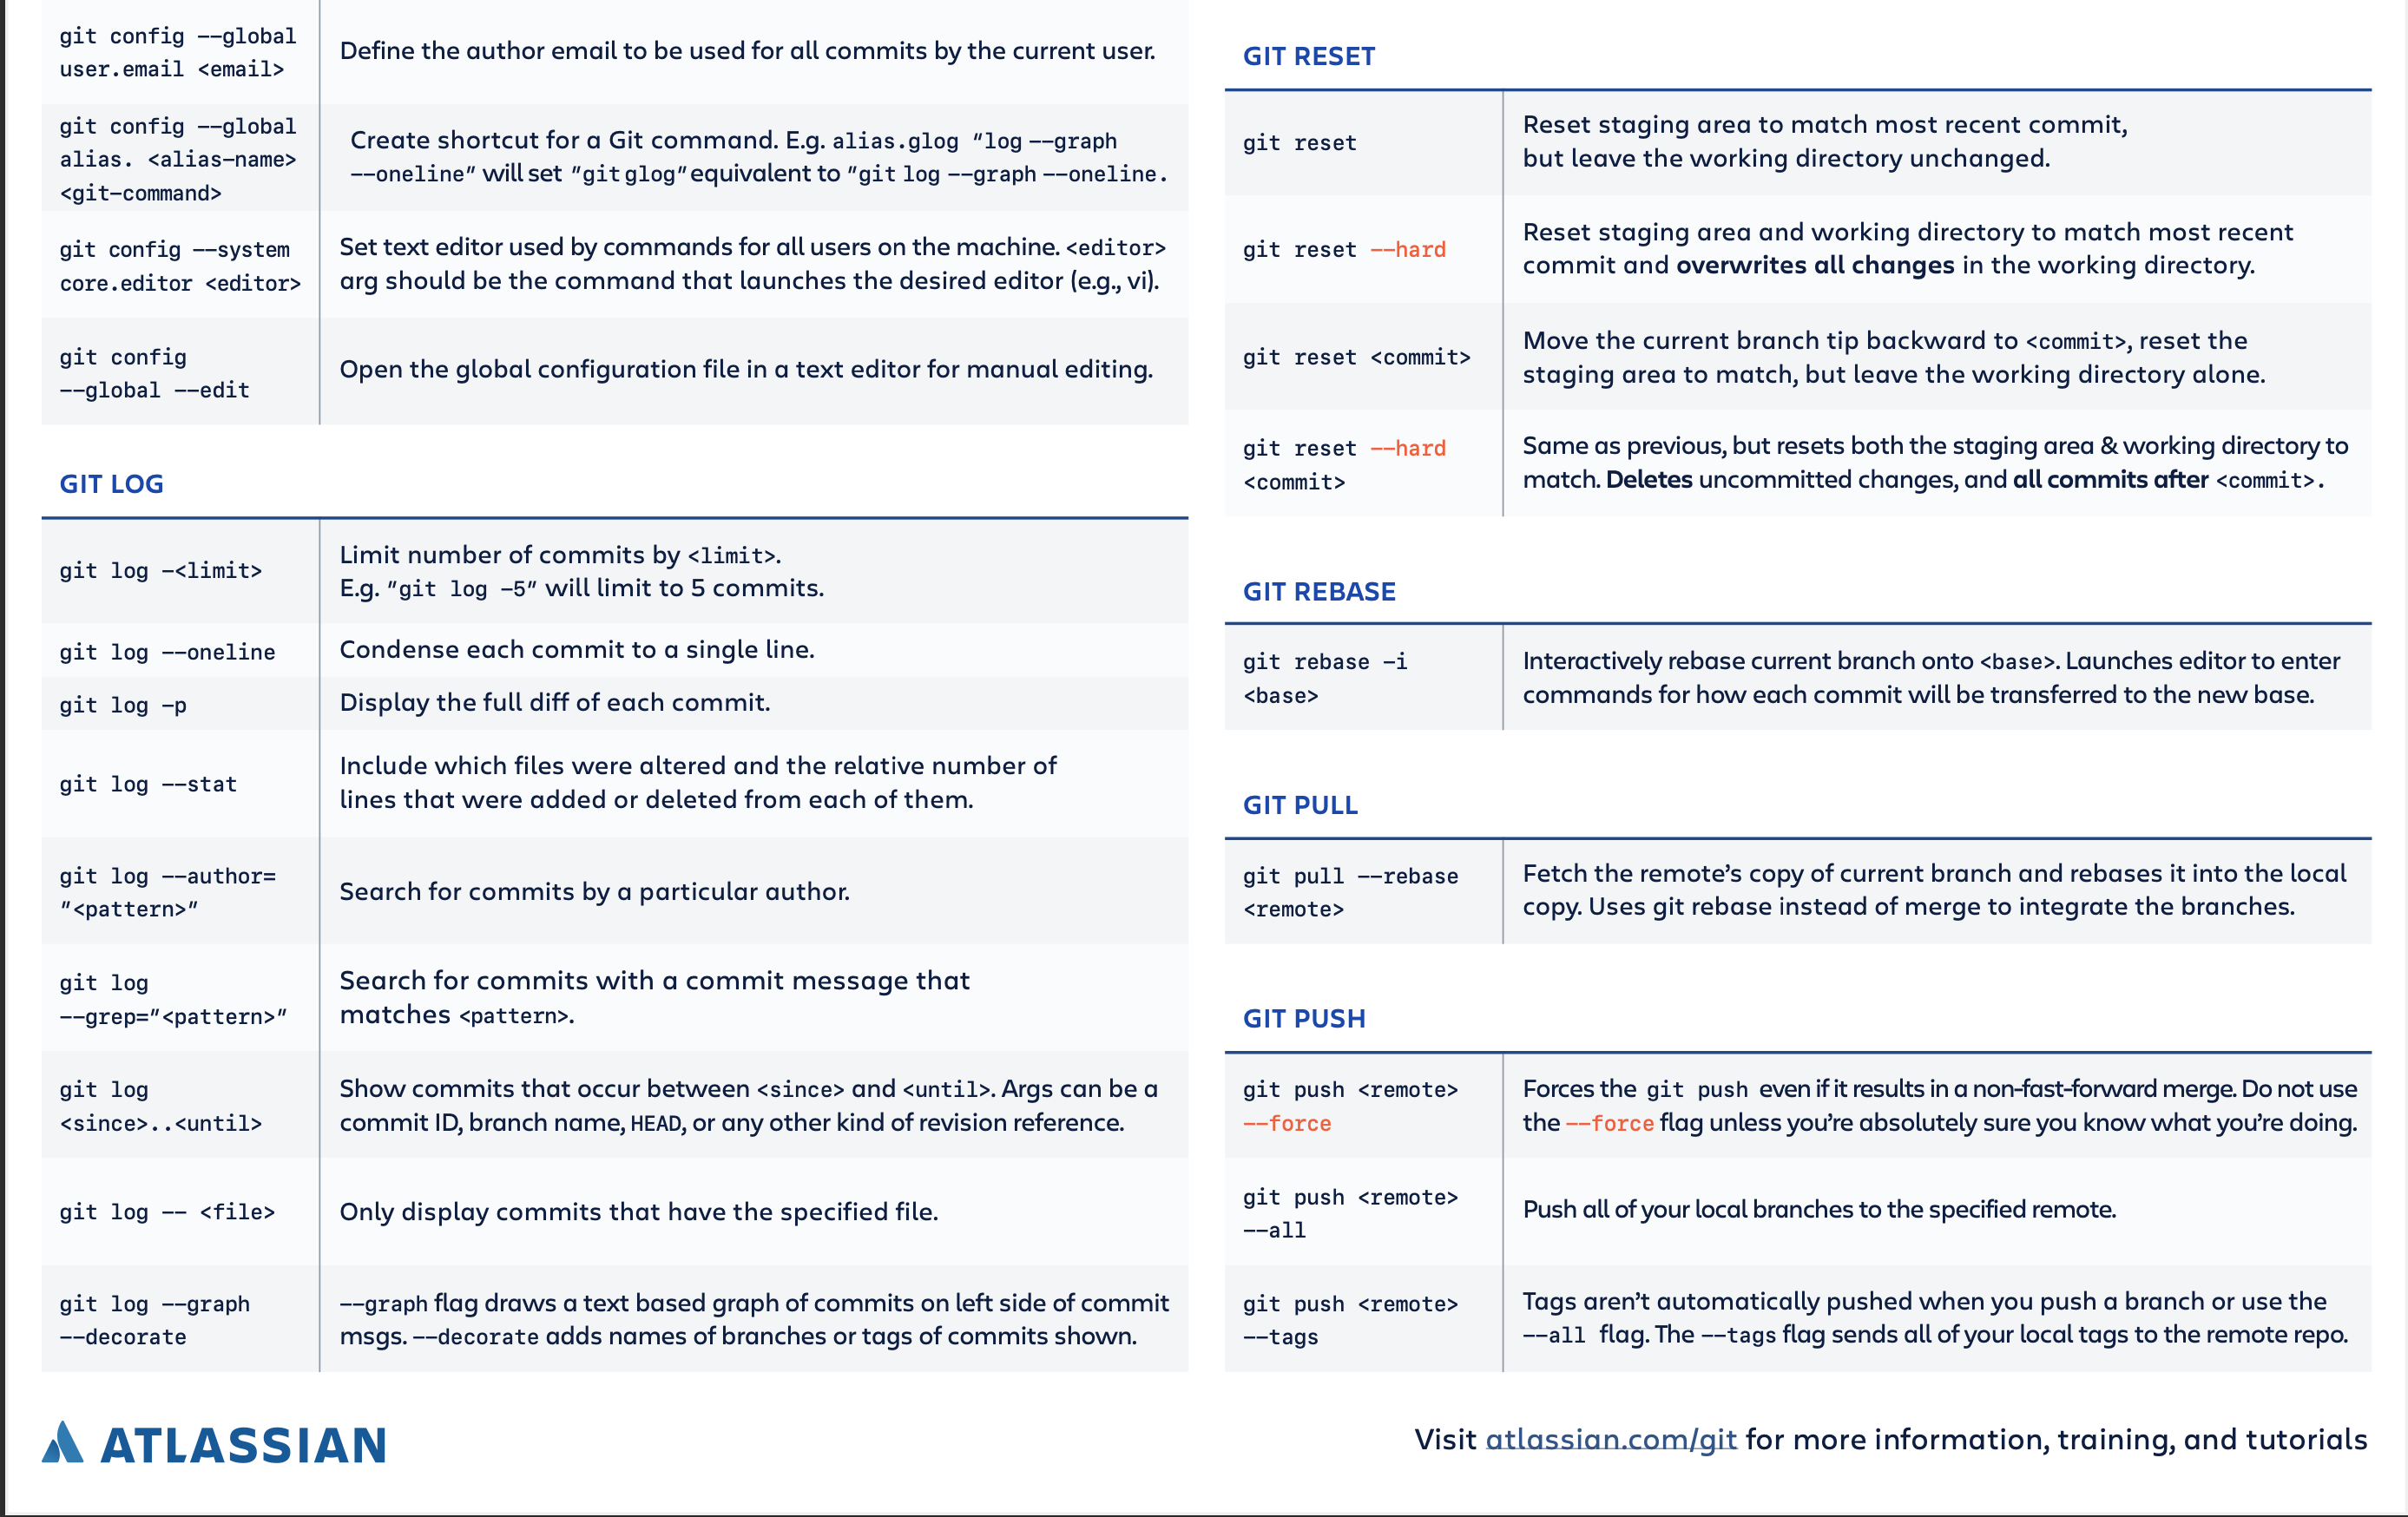 git config --global
user.email <email>
Define the author email to be used for all commits by the current user.
git config --global
alias. <alias-name>
<git-command>
Create shortcut for a Git command. E.g. alias.glog "log --graph
--oneline" will set "git glog" equivalent to "git log --graph --oneline.
git config --system
core.editor <editor>
Set text editor used by commands for all users on the machine. <editor>
arg should be the command that launches the desired editor (e.g., vi).
git config
--global --edit
Open the global configuration file in a text editor for manual editing.
GIT LOG
git log -<limit>
Limit number of commits by <limit>.
E.g. "git log -5" will limit to 5 commits.
git log --oneline
Condense each commit to a single line.
git log -p
Display the full diff of each commit.
git log --stat
Include which files were altered and the relative number of
lines that were added or deleted from each of them.
git log --author=
"<pattern>"
Search for commits by a particular author.
git log
--grep="<pattern>"
Search for commits with a commit message that
matches <pattern>.
git log
<since>..<until>
Show commits that occur between <since> and <until>. Args can be a
commit ID, branch name, HEAD, or any other kind of revision reference.
git log -- <file>
Only display commits that have the specified file.
git log --graph
--decorate
--graph flag draws a text based graph of commits on left side of commit
msgs. --decorate adds names of branches or tags of commits shown.
GIT RESET
git reset
Reset staging area to match most recent commit,
but leave the working directory unchanged.
git reset --hard
Reset staging area and working directory to match most recent
commit and overwrites all changes in the working directory.
git reset <commit>
Move the current branch tip backward to <commit>, reset the
staging area to match, but leave the working directory alone.
git reset --hard
<commit>
Same as previous, but resets both the staging area & working directory to
match. Deletes uncommitted changes, and all commits after <commit>.
GIT REBASE
git rebase -i
<base>
Interactively rebase current branch onto <base>. Launches editor to enter
commands for how each commit will be transferred to the new base.
GIT PULL
git pull --rebase
<remote>
Fetch the remote's copy of current branch and rebases it into the local
copy. Uses git rebase instead of merge to integrate the branches.
GIT PUSH
git push <remote>
--force
Forces the git push even if it results in a non-fast-forward merge. Do not use
the --force flag unless you're absolutely sure you know what you're doing.
git push <remote>
--all
Push all of your local branches to the specified remote.
git push <remote>
--tags
Tags aren't automatically pushed when you push a branch or use the
--all flag. The --tags flag sends all of your local tags to the remote repo.
ATLASSIAN
Visit atlassian.com/git for more information, training, and tutorials